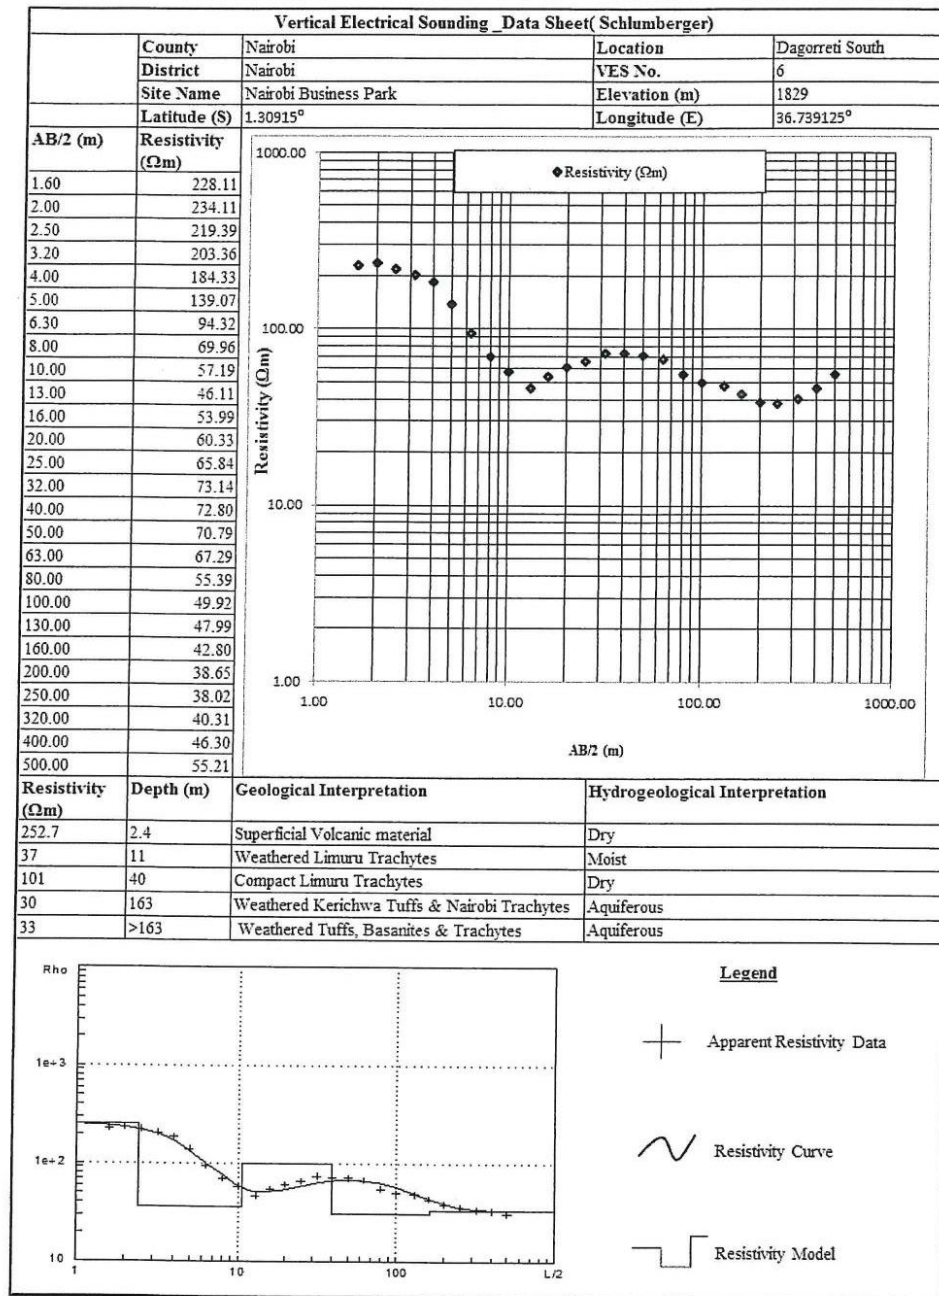 Vertical Electrical Sounding _Data Sheet( Schlumberger)
County Nairobi Location Dagorreti South
District Nairobi VES No. 6
Site Name Nairobi Business Park Elevation (m) 1829
Latitude (S) 1.30915° Longitude (E) 36.739125°
AB/2 (m) Resistivity (Ωm)
1.60 228.11
2.00 234.11
2.50 219.39
3.20 203.36
4.00 184.33
5.00 139.07
6.30 94.32
8.00 69.96
10.00 57.19
13.00 46.11
16.00 53.99
20.00 60.33
25.00 65.84
32.00 73.14
40.00 72.80
50.00 70.79
63.00 67.29
80.00 55.39
100.00 49.92
130.00 47.99
160.00 42.80
200.00 38.65
250.00 38.02
320.00 40.31
400.00 46.30
500.00 55.21
Resistivity (Ωm)
1000.00
100.00
10.00
1.00
Resistivity (Ωm)
1.00 10.00 100.00 1000.00
AB/2 (m)
Resistivity (Ωm) Depth (m) Geological Interpretation Hydrogeological Interpretation
252.7 2.4 Superficial Volcanic material Dry
37 11 Weathered Limuru Trachytes Moist
101 40 Compact Limuru Trachytes Dry
30 163 Weathered Kerichwa Tuffs & Nairobi Trachytes Aquiferous
33 >163 Weathered Tuffs, Basanites & Trachytes Aquiferous
Rho
1e+3
1e+2
10
1 10 100 L/2
Legend
Apparent Resistivity Data
Resistivity Curve
Resistivity Model